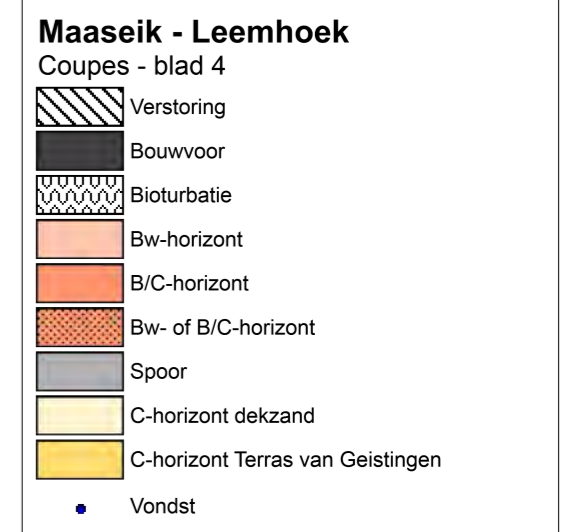 Maaseik - Leemhoek
Coupes - blad 4
Verstoring
Bouwvoor
Bioturbatie
Bw-horizont
B/C-horizont
Bw- of B/C-horizont
Spoor
C-horizont dekzand
C-horizont Terras van Geistingen
Vondst